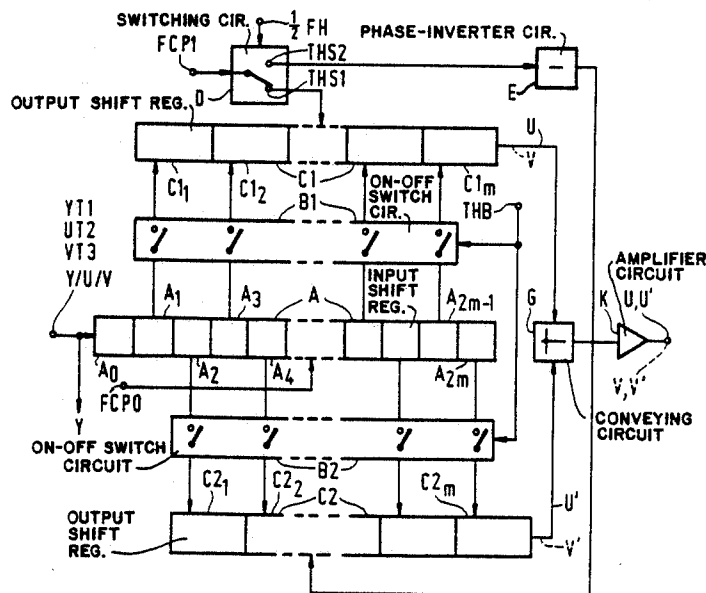 SWITCHING CIR.
½ FH
PHASE-INVERTER CIR.
FCP1
THS2
THS1
D
E
–
OUTPUT SHIFT REG.
U
V
C1₁
C1₂
C1
C1m
ON-OFF
SWITCH
CIR.
B1
THB
YT1
UT2
VT3
Y/U/V
INPUT
SHIFT
REG.
AMPLIFIER
CIRCUIT
A₁
A₃
A
A2m-1
G
K
U,U'
A₀
A₂
A₄
A2m
V,V'
FCP0
Y
CONVEYING
CIRCUIT
ON-OFF SWITCH
CIRCUIT
B2
C2₁
C2₂
C2
C2m
U'
V'
OUTPUT
SHIFT
REG.